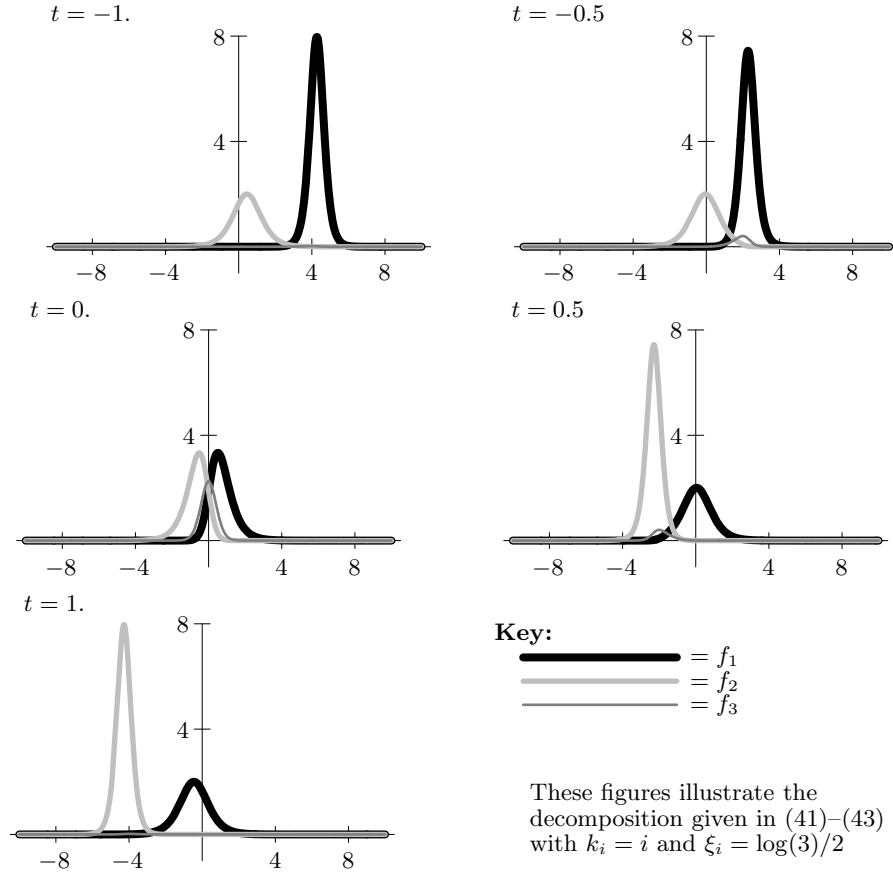 t = −1.
8
4
−8 −4 4 8
t = −0.5
8
4
−8 −4 4 8
t = 0.
8
4
−8 −4 4 8
t = 0.5
8
4
−8 −4 4 8
t = 1.
8
4
−8 −4 4 8
Key:
= f₁
= f₂
= f₃
These figures illustrate the
decomposition given in (41)–(43)
with kᵢ = i and ξᵢ = log(3)/2